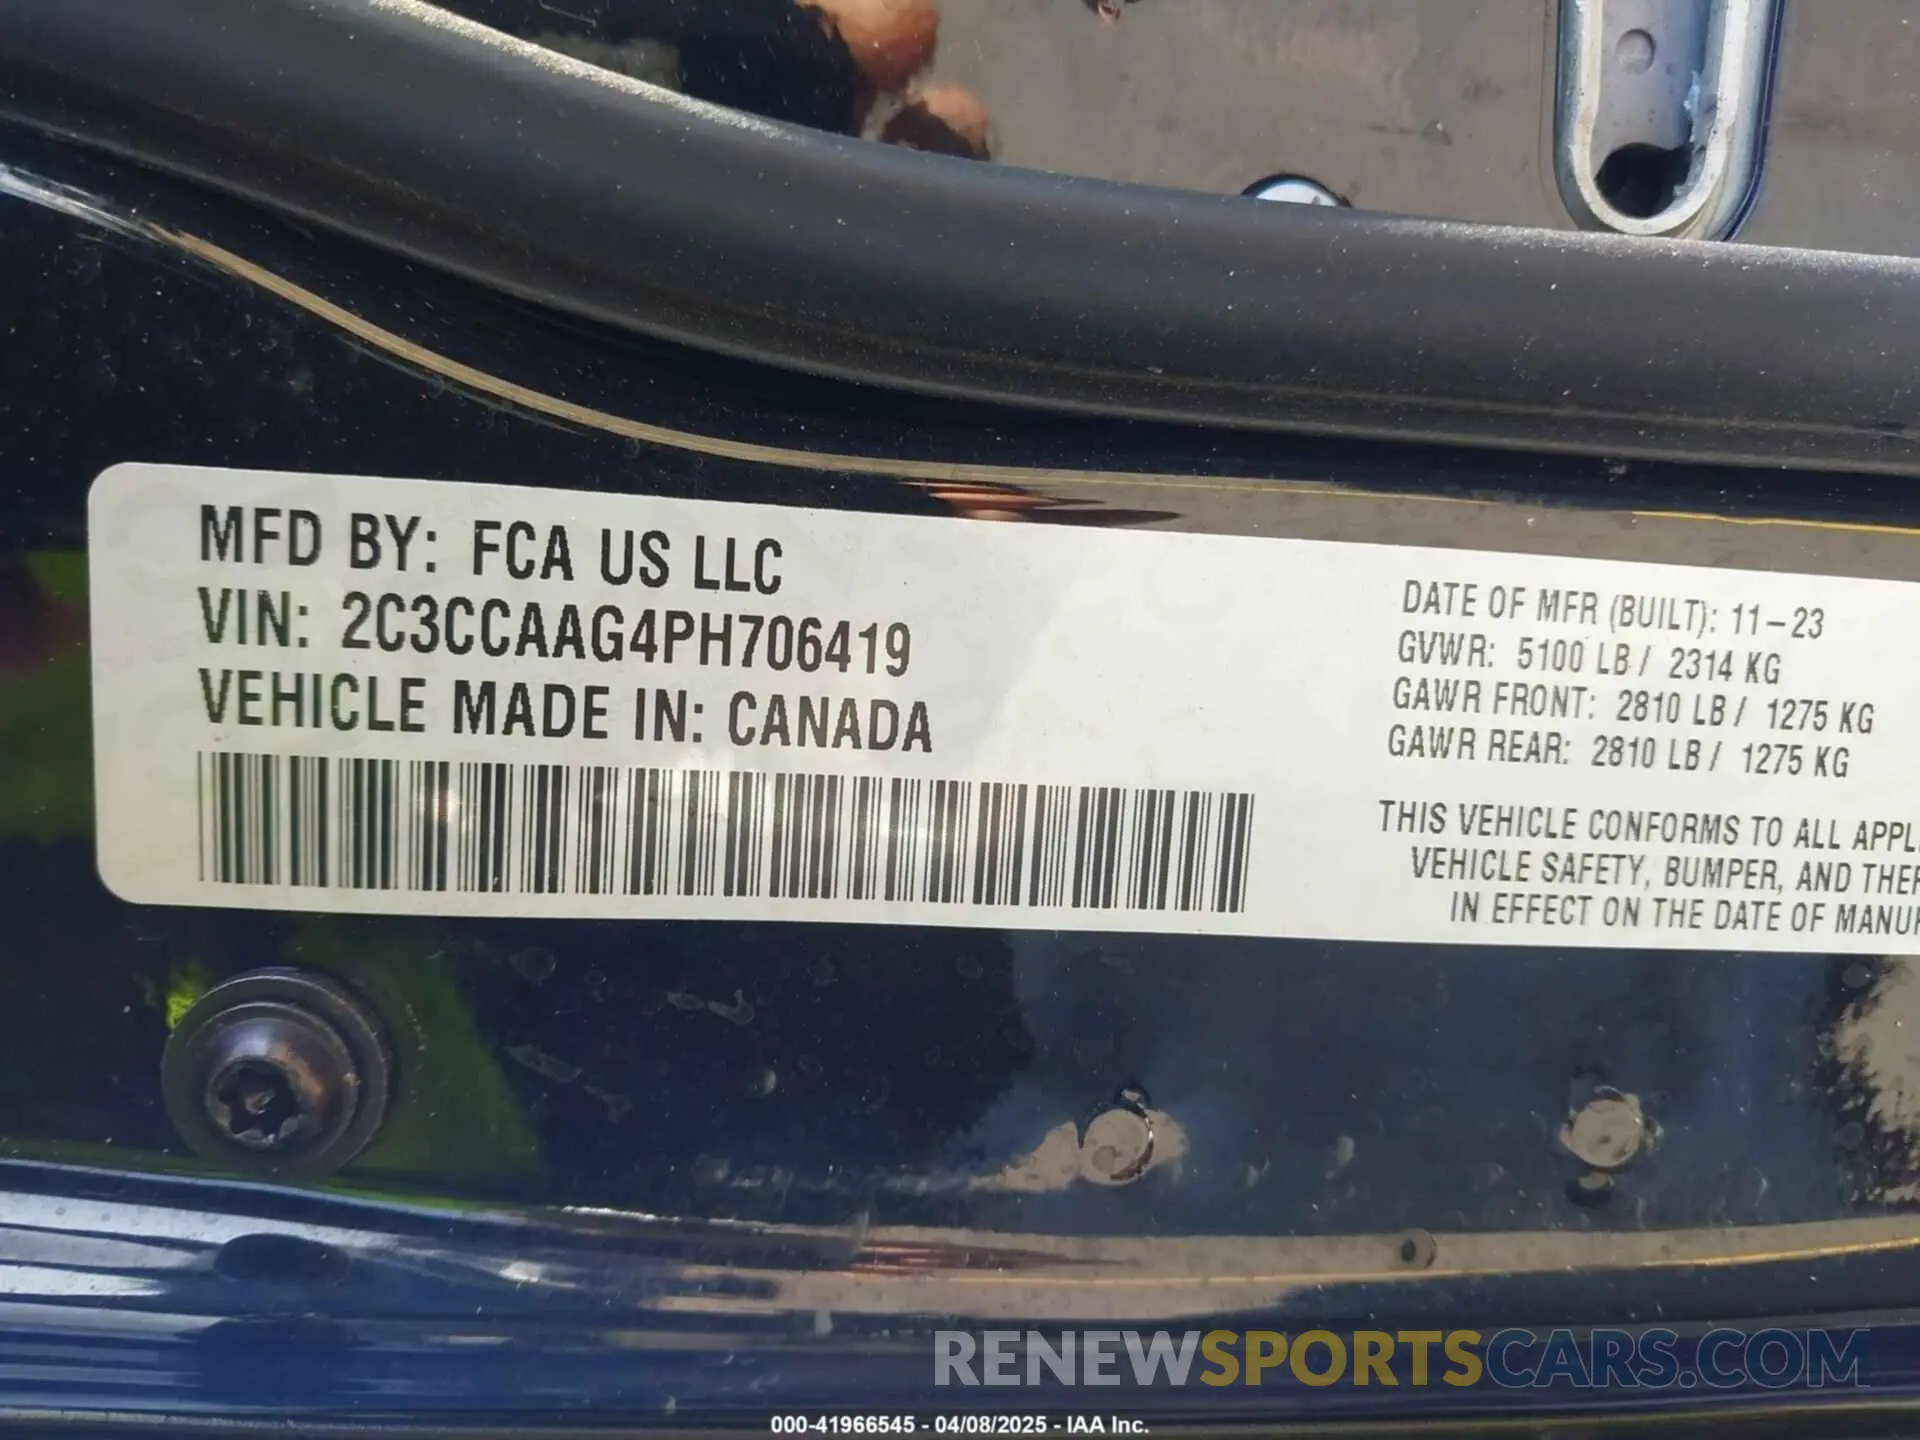 MFD BY: FCA US LLC
VIN: 2C3CCAAG4PH706419
VEHICLE MADE IN: CANADA
DATE OF MFR (BUILT): 11-23
GVWR: 5100 LB / 2314 KG
GAWR FRONT: 2810 LB / 1275 KG
GAWR REAR: 2810 LB / 1275 KG
THIS VEHICLE CONFORMS TO ALL
VEHICLE SAFETY, BUMPER, AND
IN EFFECT ON THE DATE OF
RENEWSPORTSCARS.COM
000-41966545 - 04/08/2025 - IAA Inc.